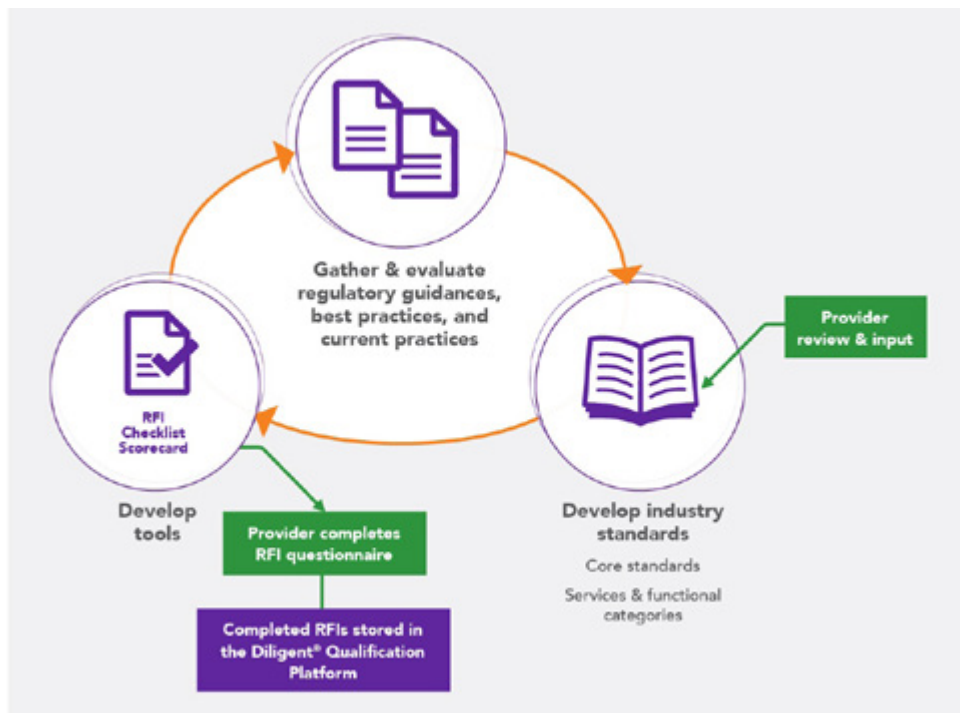 Gather & evaluate
regulatory guidances,
best practices, and
current practices
Provider
review & input
RFI
Checklist
Scorecard
Develop
tools
Develop industry
standards
Core standards
Services & functional
categories
Provider completes
RFI questionnaire
Completed RFIs stored in
the Diligent® Qualification
Platform